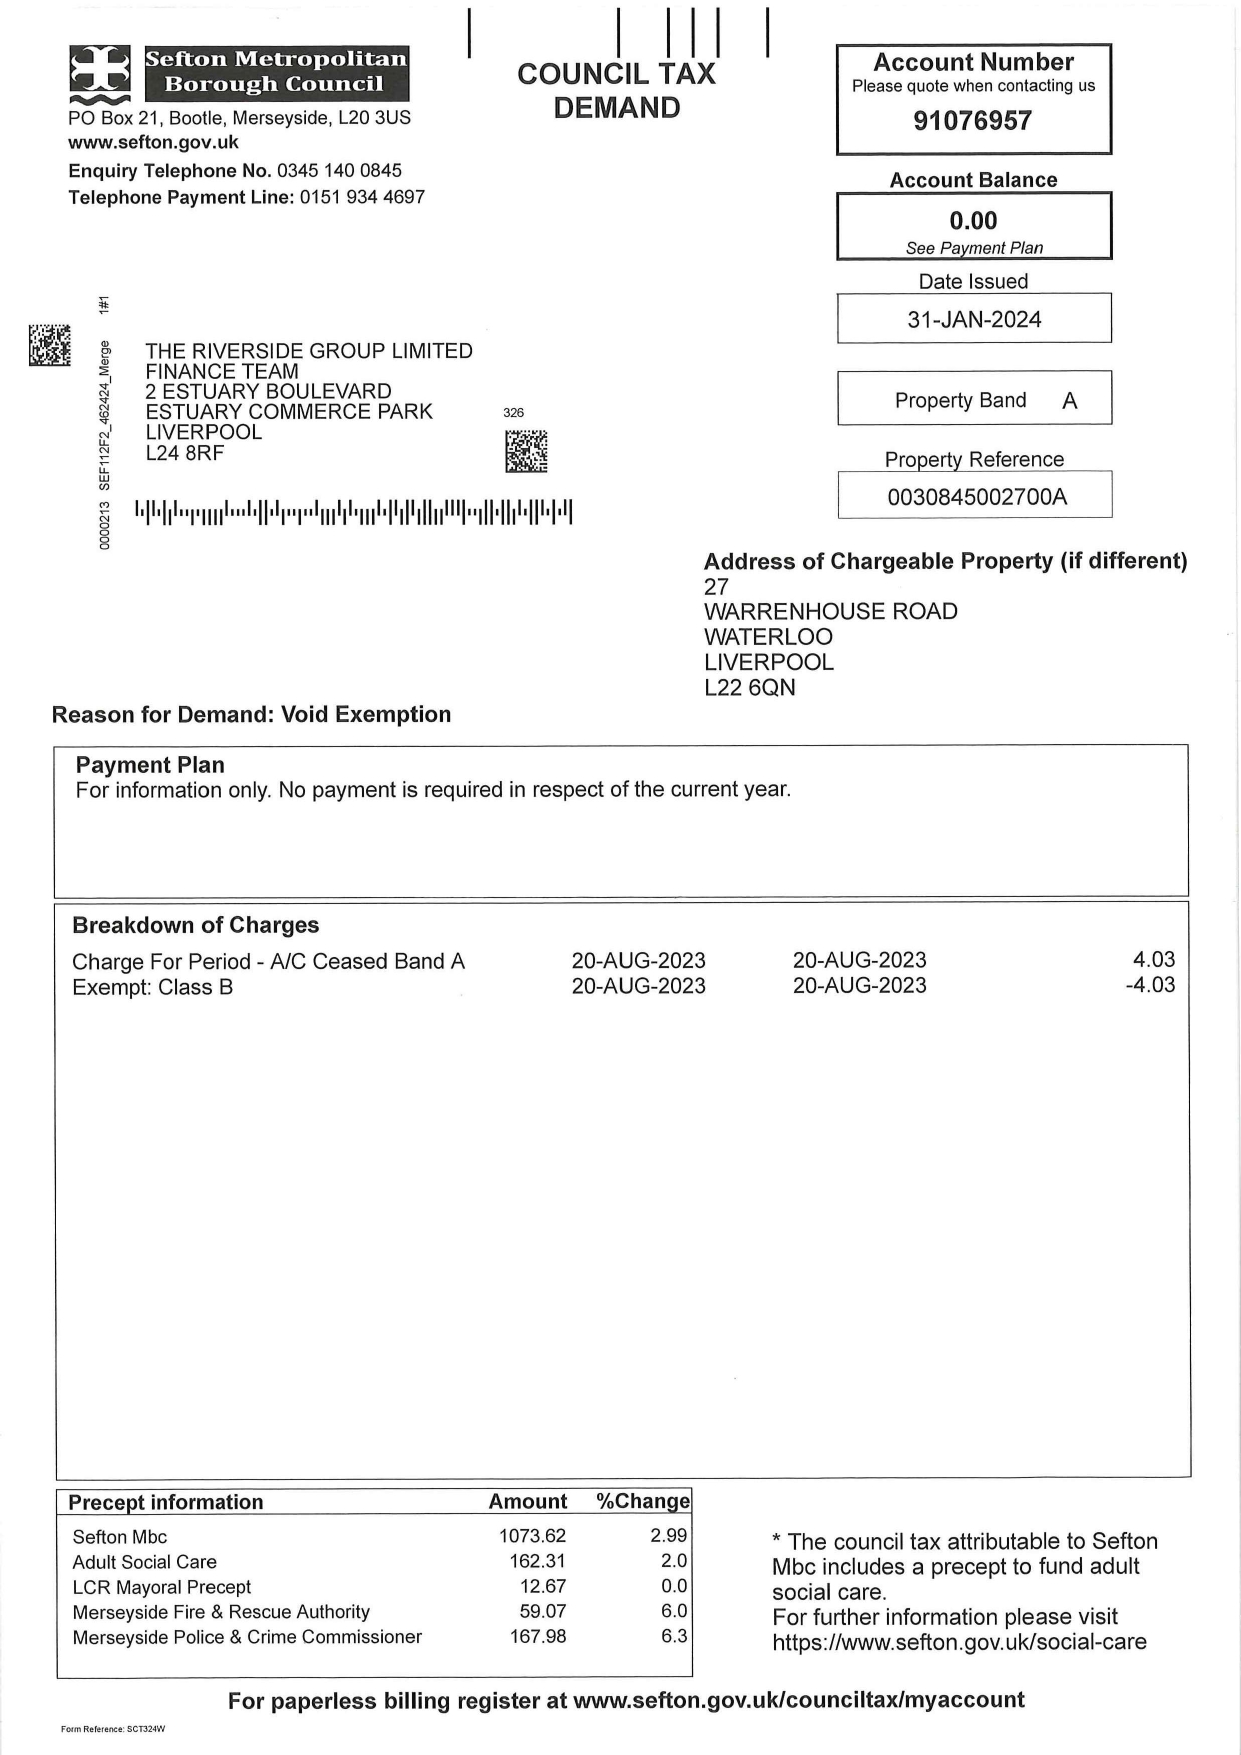 Sefton Metropolitan
Borough Council
PO Box 21, Bootle, Merseyside, L20 3US
www.sefton.gov.uk
Enquiry Telephone No. 0345 140 0845
Telephone Payment Line: 0151 934 4697
COUNCIL TAX
DEMAND
Account Number
Please quote when contacting us
91076957
Account Balance
0.00
See Payment Plan
Date Issued
31-JAN-2024
Property Band A
Property Reference
0030845002700A
0000213 SEF112F2_462424_Merge 1#1
THE RIVERSIDE GROUP LIMITED
FINANCE TEAM
2 ESTUARY BOULEVARD
ESTUARY COMMERCE PARK
LIVERPOOL
L24 8RF
326
Address of Chargeable Property (if different)
27
WARRENHOUSE ROAD
WATERLOO
LIVERPOOL
L22 6QN
Reason for Demand: Void Exemption
Payment Plan
For information only. No payment is required in respect of the current year.
Breakdown of Charges
Charge For Period - A/C Ceased Band A 20-AUG-2023 20-AUG-2023 4.03
Exempt: Class B 20-AUG-2023 20-AUG-2023 -4.03
Precept information Amount %Change
Sefton Mbc 1073.62 2.99
Adult Social Care 162.31 2.0
LCR Mayoral Precept 12.67 0.0
Merseyside Fire & Rescue Authority 59.07 6.0
Merseyside Police & Crime Commissioner 167.98 6.3
* The council tax attributable to Sefton
Mbc includes a precept to fund adult
social care.
For further information please visit
https://www.sefton.gov.uk/social-care
For paperless billing register at www.sefton.gov.uk/counciltax/myaccount
Form Reference: SCT324W